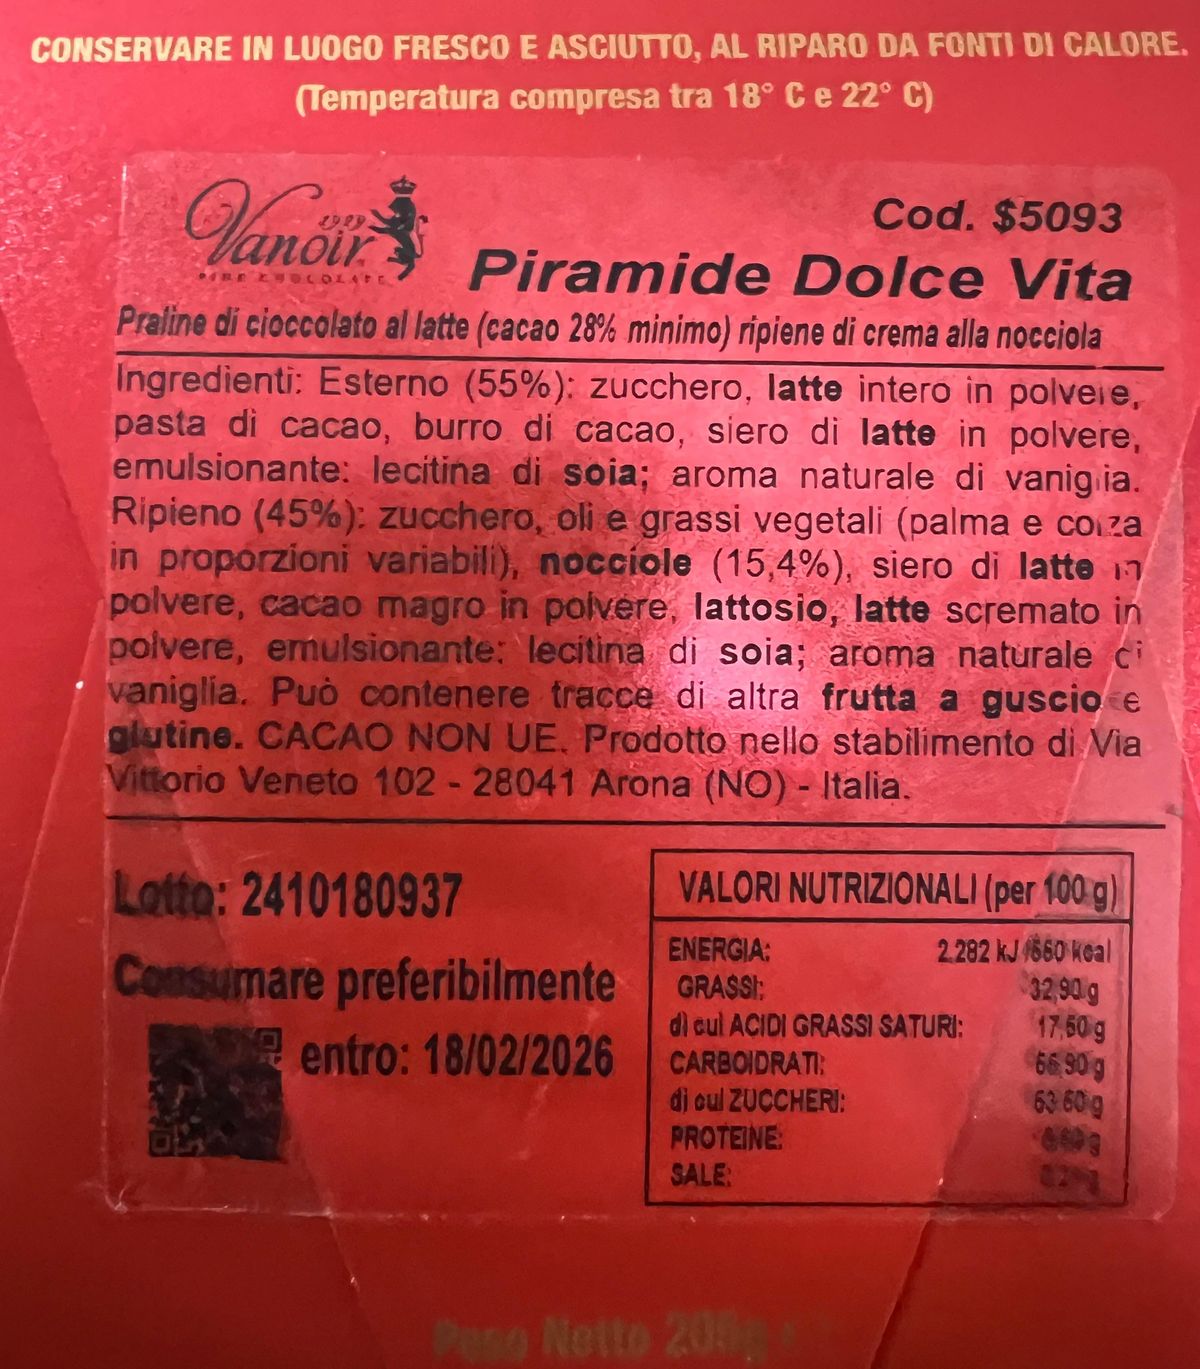 CONSERVARE IN LUOGO FRESCO E ASCIUTTO, AL RIPARO DA FONTI DI CALORE.
(Temperatura compresa tra 18° C e 22° C)
Vanoir
1929
FINE CHOCOLATE
Cod. $5093
Piramide Dolce Vita
Praline di cioccolato al latte (cacao 28% minimo) ripiene di crema alla nocciola
Ingredienti: Esterno (55%): zucchero, latte intero in polvere,
pasta di cacao, burro di cacao, siero di latte in polvere,
emulsionante: lecitina di soia; aroma naturale di vaniglia.
Ripieno (45%): zucchero, oli e grassi vegetali (palma e colza
in proporzioni variabili), nocciole (15,4%), siero di latte in
polvere, cacao magro in polvere, lattosio, latte scremato in
polvere, emulsionante: lecitina di soia; aroma naturale di
vaniglia. Può contenere tracce di altra frutta a guscio e
glutine. CACAO NON UE. Prodotto nello stabilimento di Via
Vittorio Veneto 102 - 28041 Arona (NO) - Italia.
Lotto: 2410180937
Consumare preferibilmente
entro: 18/02/2026
VALORI NUTRIZIONALI (per 100 g)
ENERGIA: 2.282 kJ kcal
GRASSI: 32,90 g
di cui ACIDI GRASSI SATURI: 17,50 g
CARBOIDRATI: g
di cui ZUCCHERI: g
PROTEINE: g
SALE:
Peso Netto